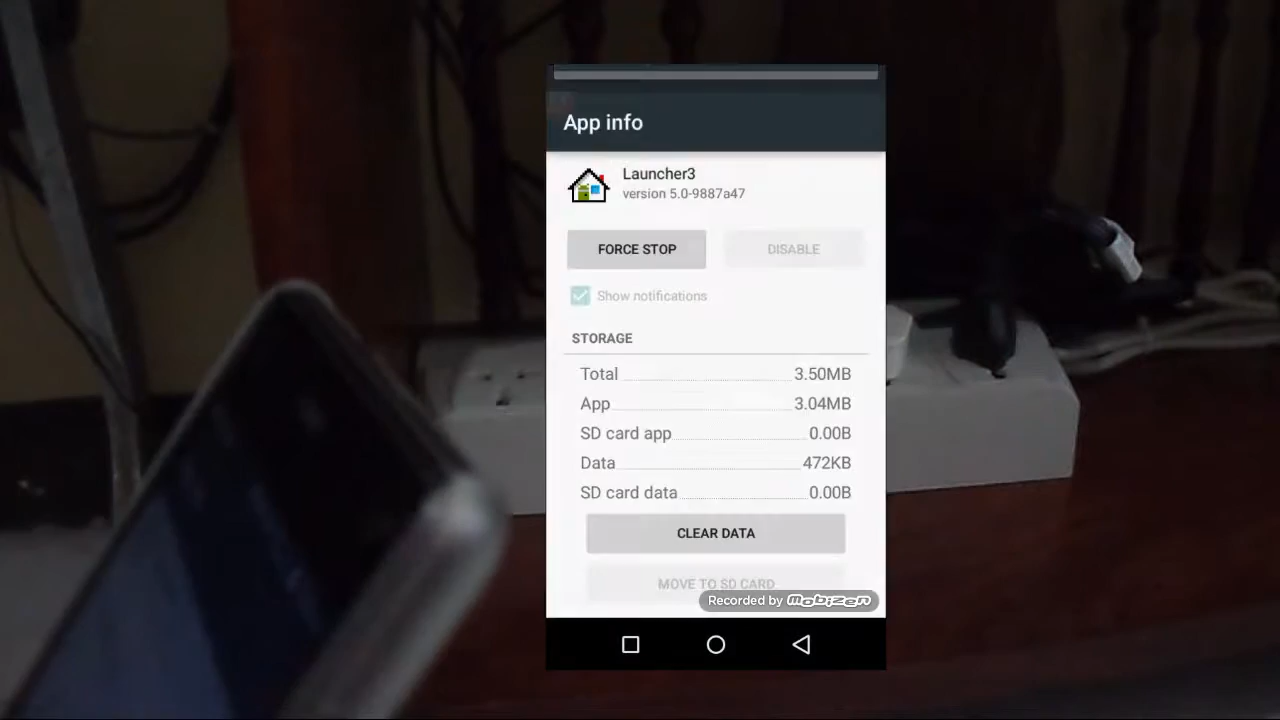 App info
Launcher3
version 5.0-9887a47
FORCE STOP
DISABLE
Show notifications
STORAGE
Total 3.50MB
App 3.04MB
SD card app 0.00B
Data 472KB
SD card data 0.00B
CLEAR DATA
MOVE TO SD CARD
Recorded by mobizen